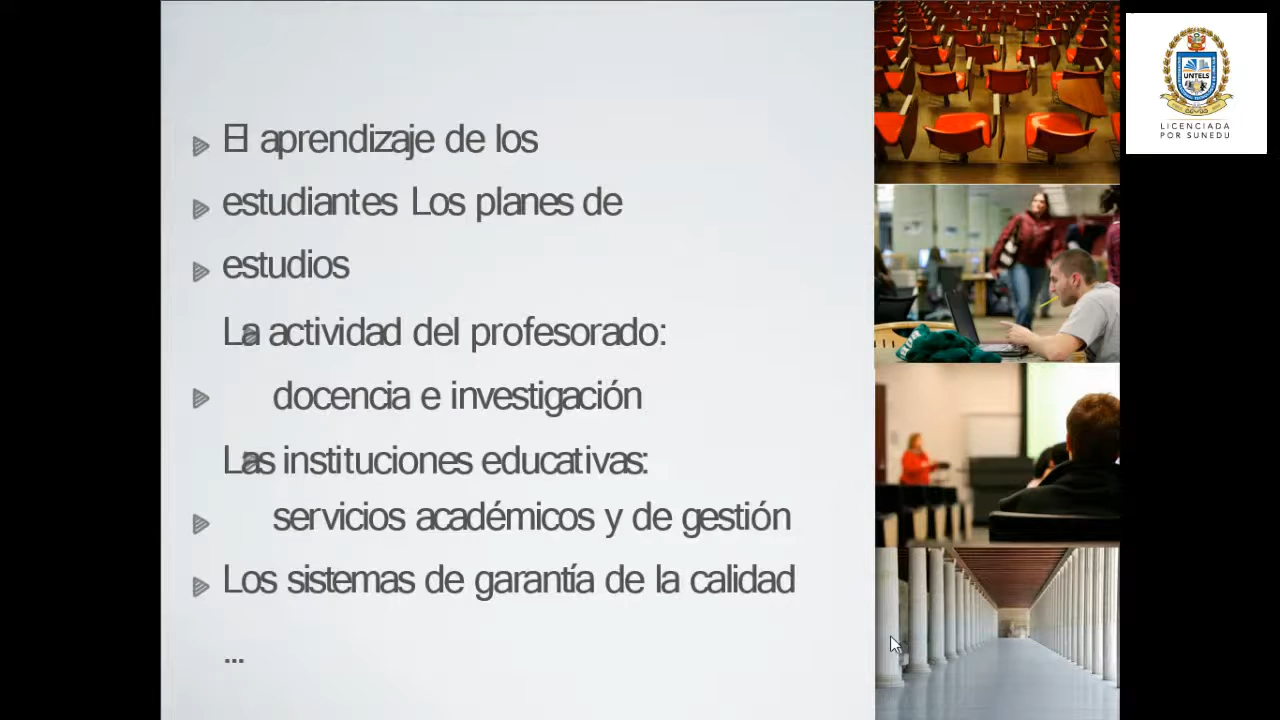 El aprendizaje de los
estudiantes Los planes de
estudios
La actividad del profesorado:
docencia e investigación
Las instituciones educativas:
servicios académicos y de gestión
Los sistemas de garantía de la calidad
...
UNTELS
LICENCIADA
POR SUNEDU